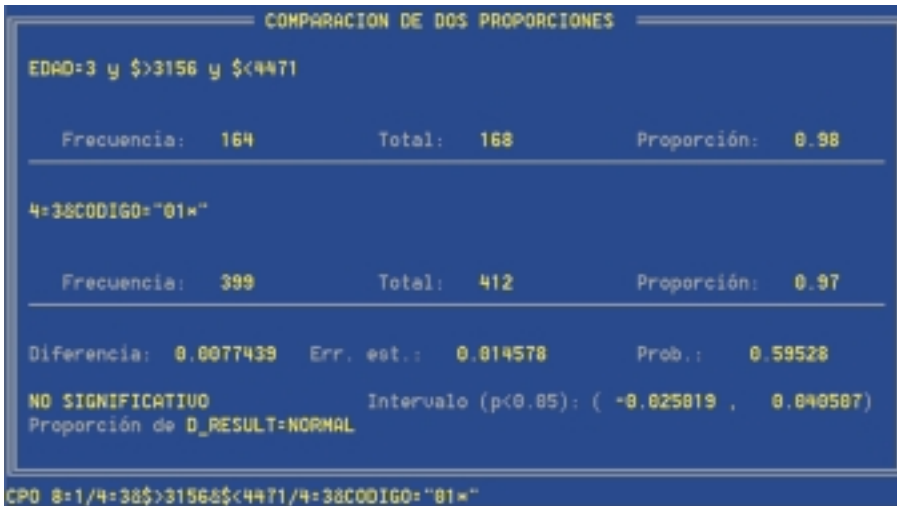 COMPARACION DE DOS PROPORCIONES
EDAD=3 y $>3156 y $<4471
Frecuencia: 164 Total: 168 Proporción: 0.98
4=3&CODIGO="01*"
Frecuencia: 399 Total: 412 Proporción: 0.97
Diferencia: 0.0077439 Err. est.: 0.014578 Prob.: 0.59528
NO SIGNIFICATIVO Intervalo (p<0.05): ( -0.025019 , 0.040507)
Proporción de D_RESULT=NORMAL
CPO 8=1/4=3&$>3156&$<4471/4=3&CODIGO="01*"